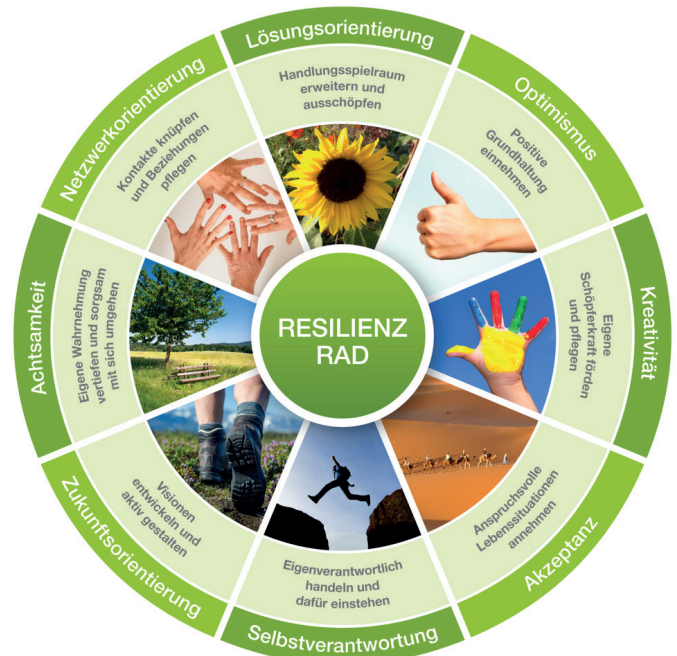 RESILIENZ
RAD
Lösungsorientierung
Handlungsspielraum
erweitern und
ausschöpfen
Optimismus
Positive
Grundhaltung
einnehmen
Kreativität
Eigene
Schöpferkraft fördern
und pflegen
Akzeptanz
Anspruchsvolle
Lebenssituationen
annehmen
Selbstverantwortung
Eigenverantwortlich
handeln und
dafür einstehen
Zukunftsorientierung
Visionen
entwickeln und
aktiv gestalten
Achtsamkeit
Eigene Wahrnehmung
vertiefen und sorgsam
mit sich umgehen
Netzwerkorientierung
Kontakte knüpfen
und Beziehungen
pflegen